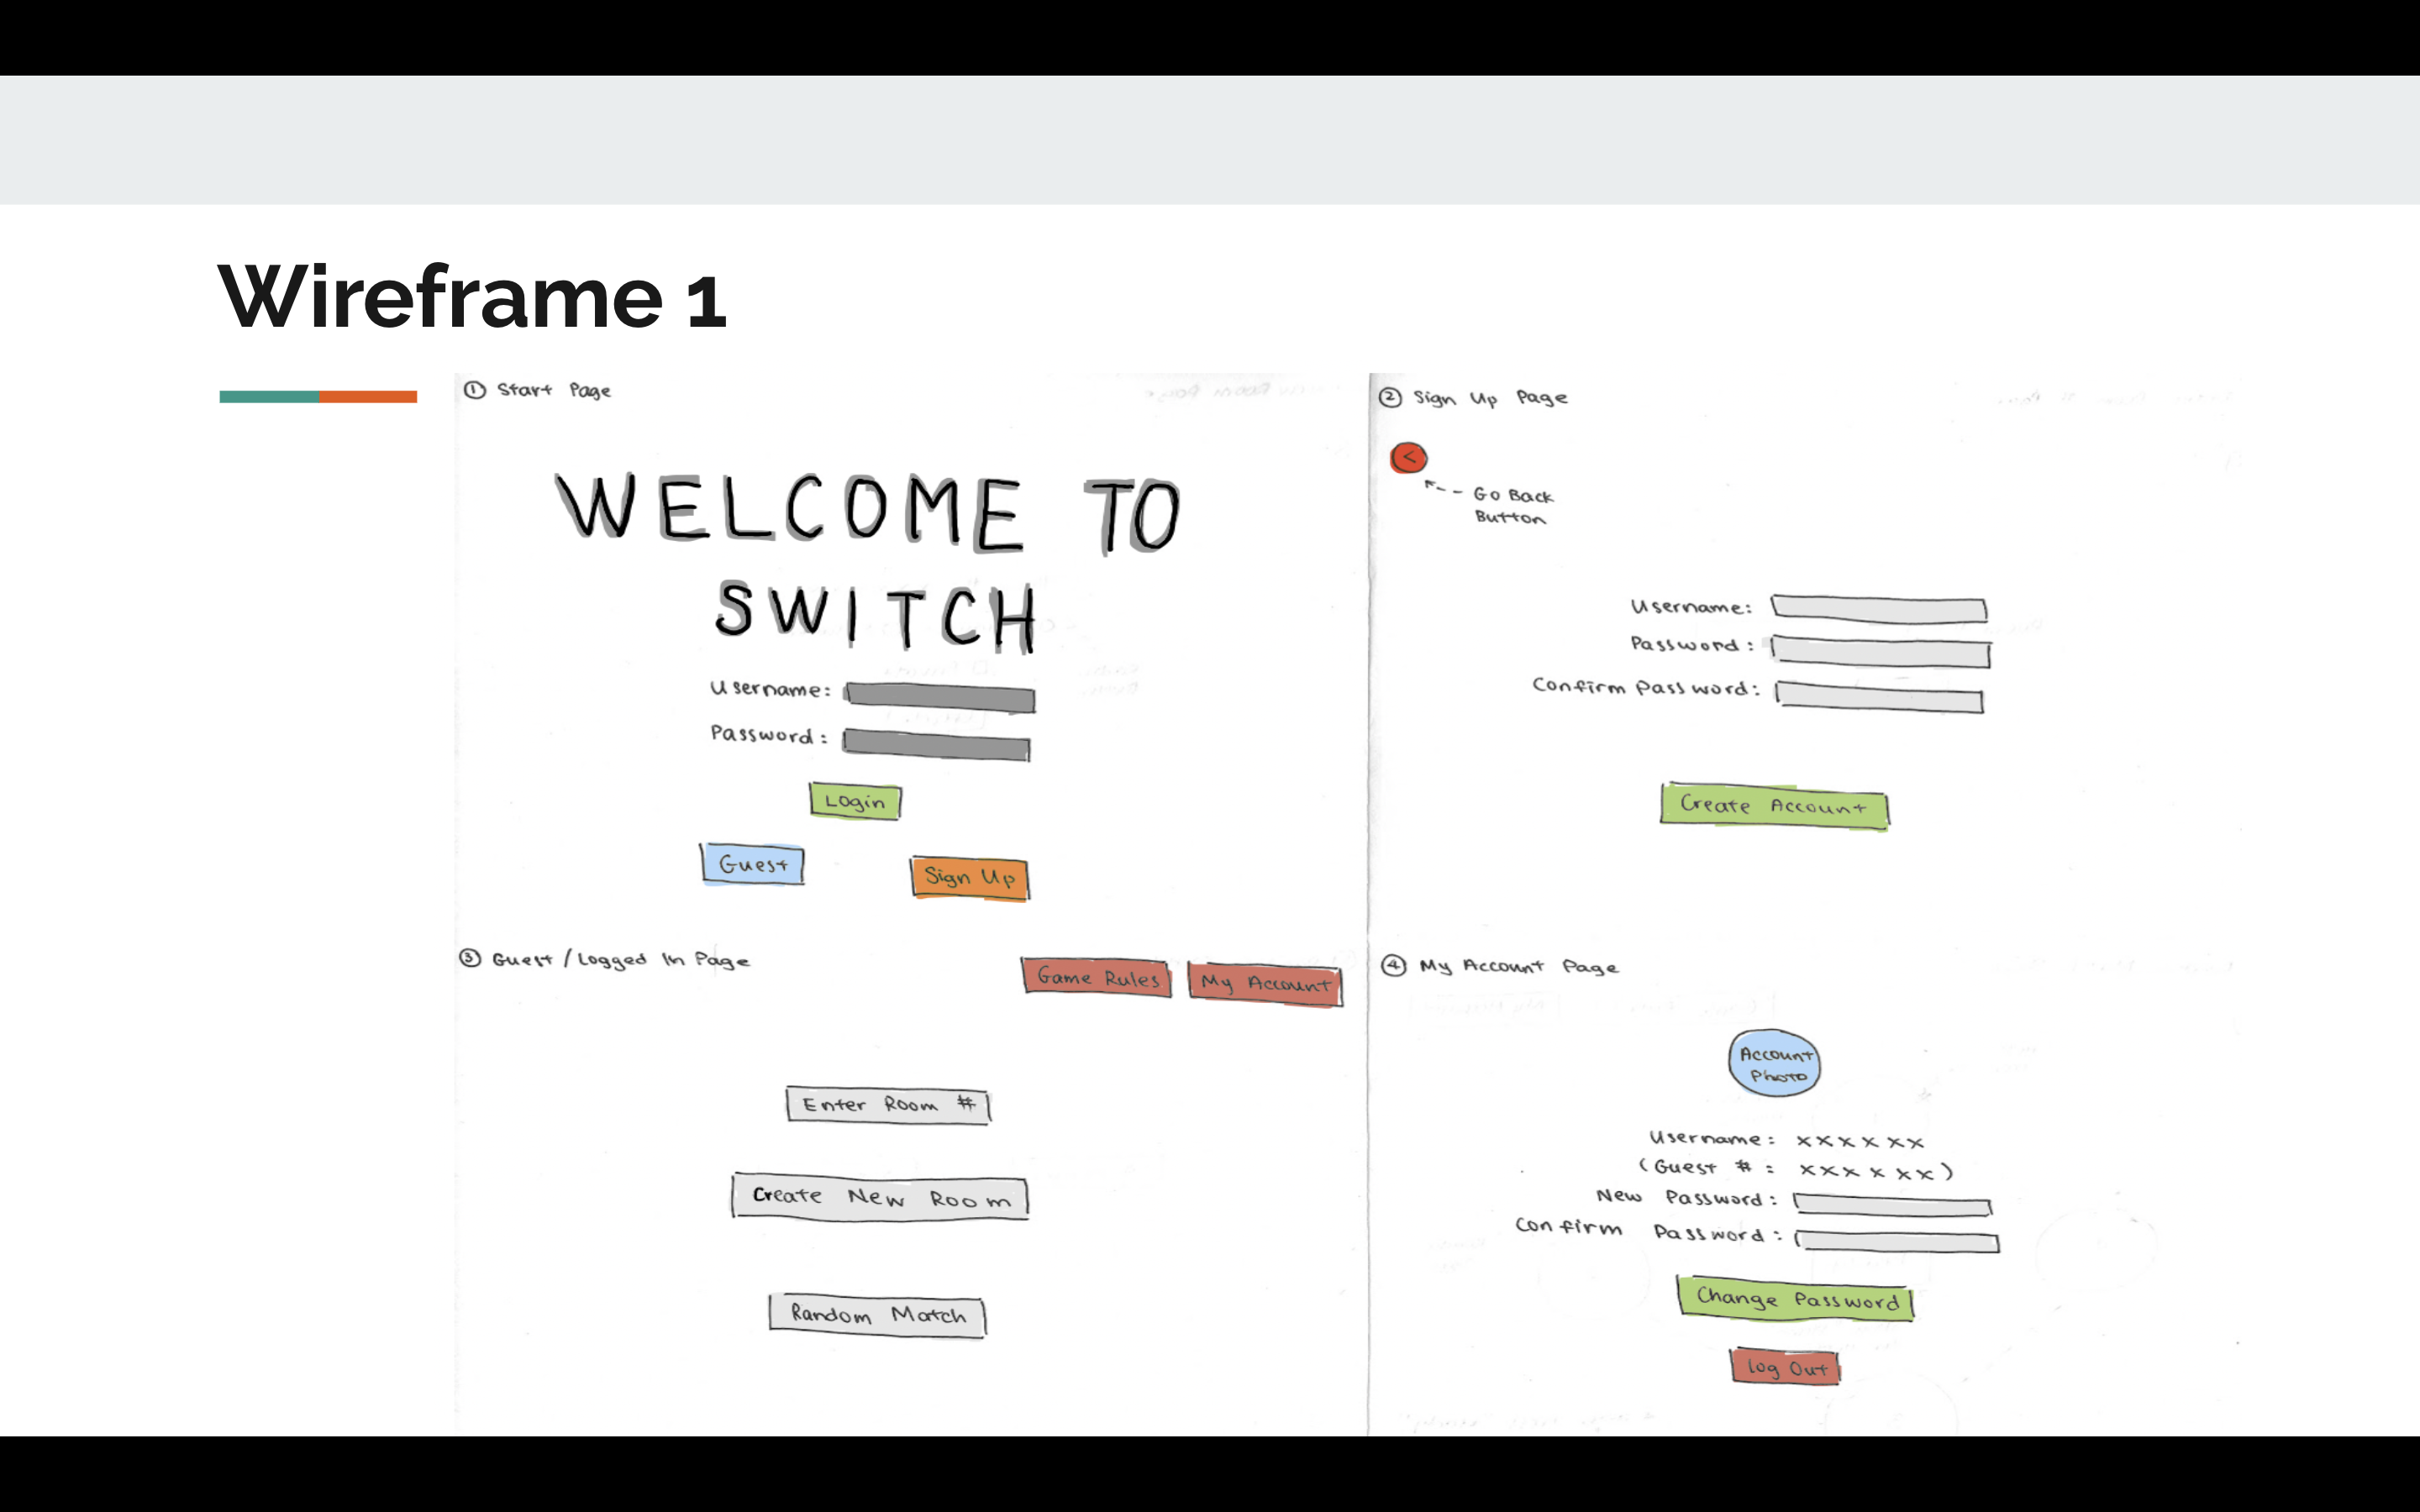 Wireframe 1
① Start Page
WELCOME TO
SWITCH
Username:
Password:
Login
Guest
Sign Up
② Sign Up Page
<
Go Back
Button
Username:
Password:
Confirm Password:
Create Account
③ Guest/Logged In Page
Game Rules
My Account
Enter Room #
Create New Room
Random Match
④ My Account Page
Account
Photo
Username: xxxxxx
(Guest #: xxxxxx)
New Password:
Confirm Password:
Change Password
Log Out